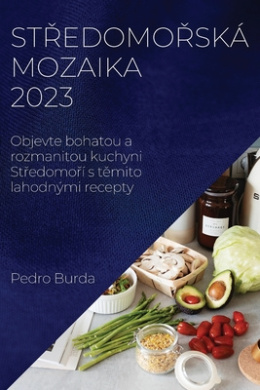 STŘEDOMOŘSKÁ
MOZAIKA
2023
Objevte bohatou a
rozmanitou kuchyni
Středomoří s těmito
lahodnými recepty
Pedro Burda